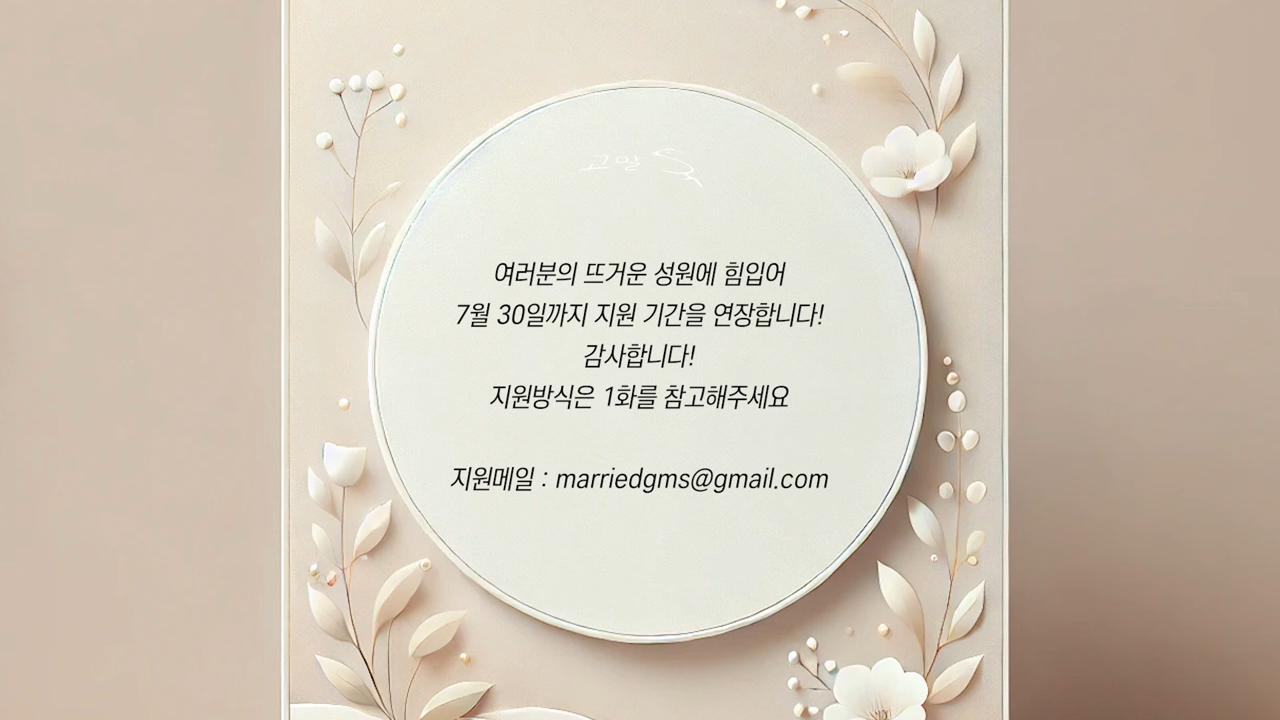 고말
여러분의 뜨거운 성원에 힘입어
7월 30일까지 지원 기간을 연장합니다!
감사합니다!
지원방식은 1화를 참고해주세요
지원메일 : marriedgms@gmail.com